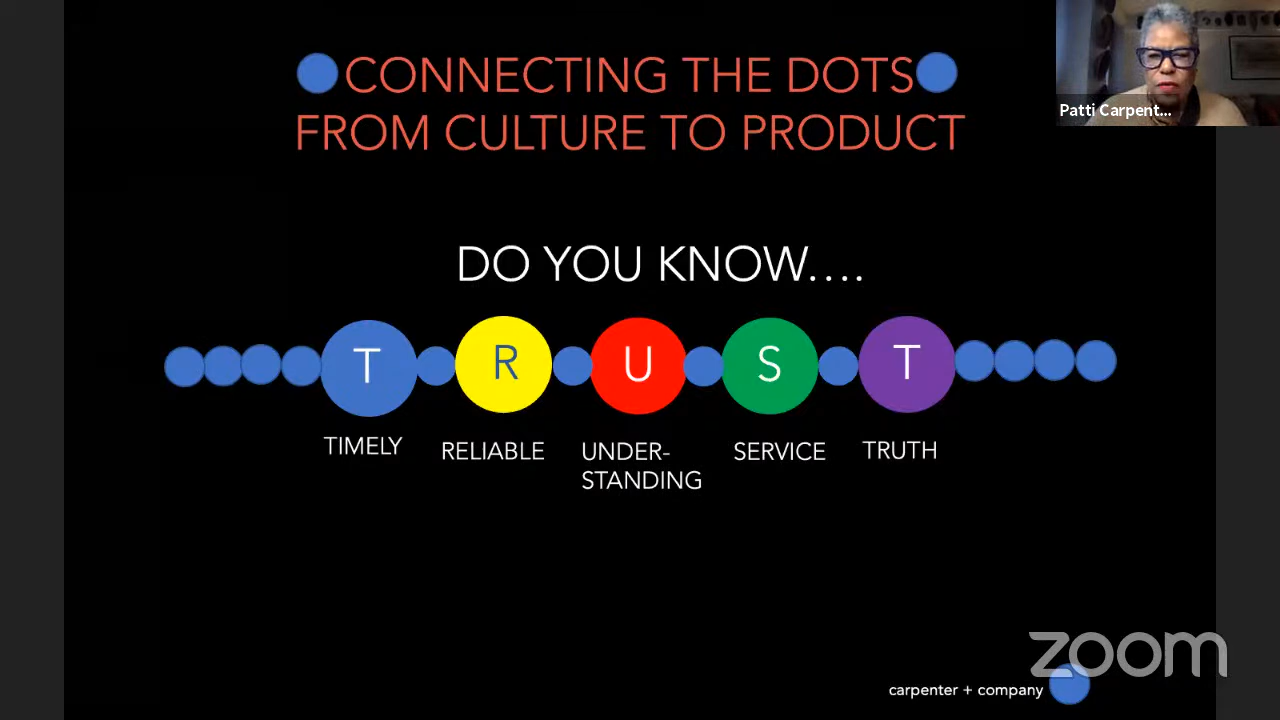 CONNECTING THE DOTS
FROM CULTURE TO PRODUCT
Patti Carpent...
DO YOU KNOW....
T R U S T
TIMELY RELIABLE UNDER- SERVICE TRUTH
STANDING
zoom
carpenter + company